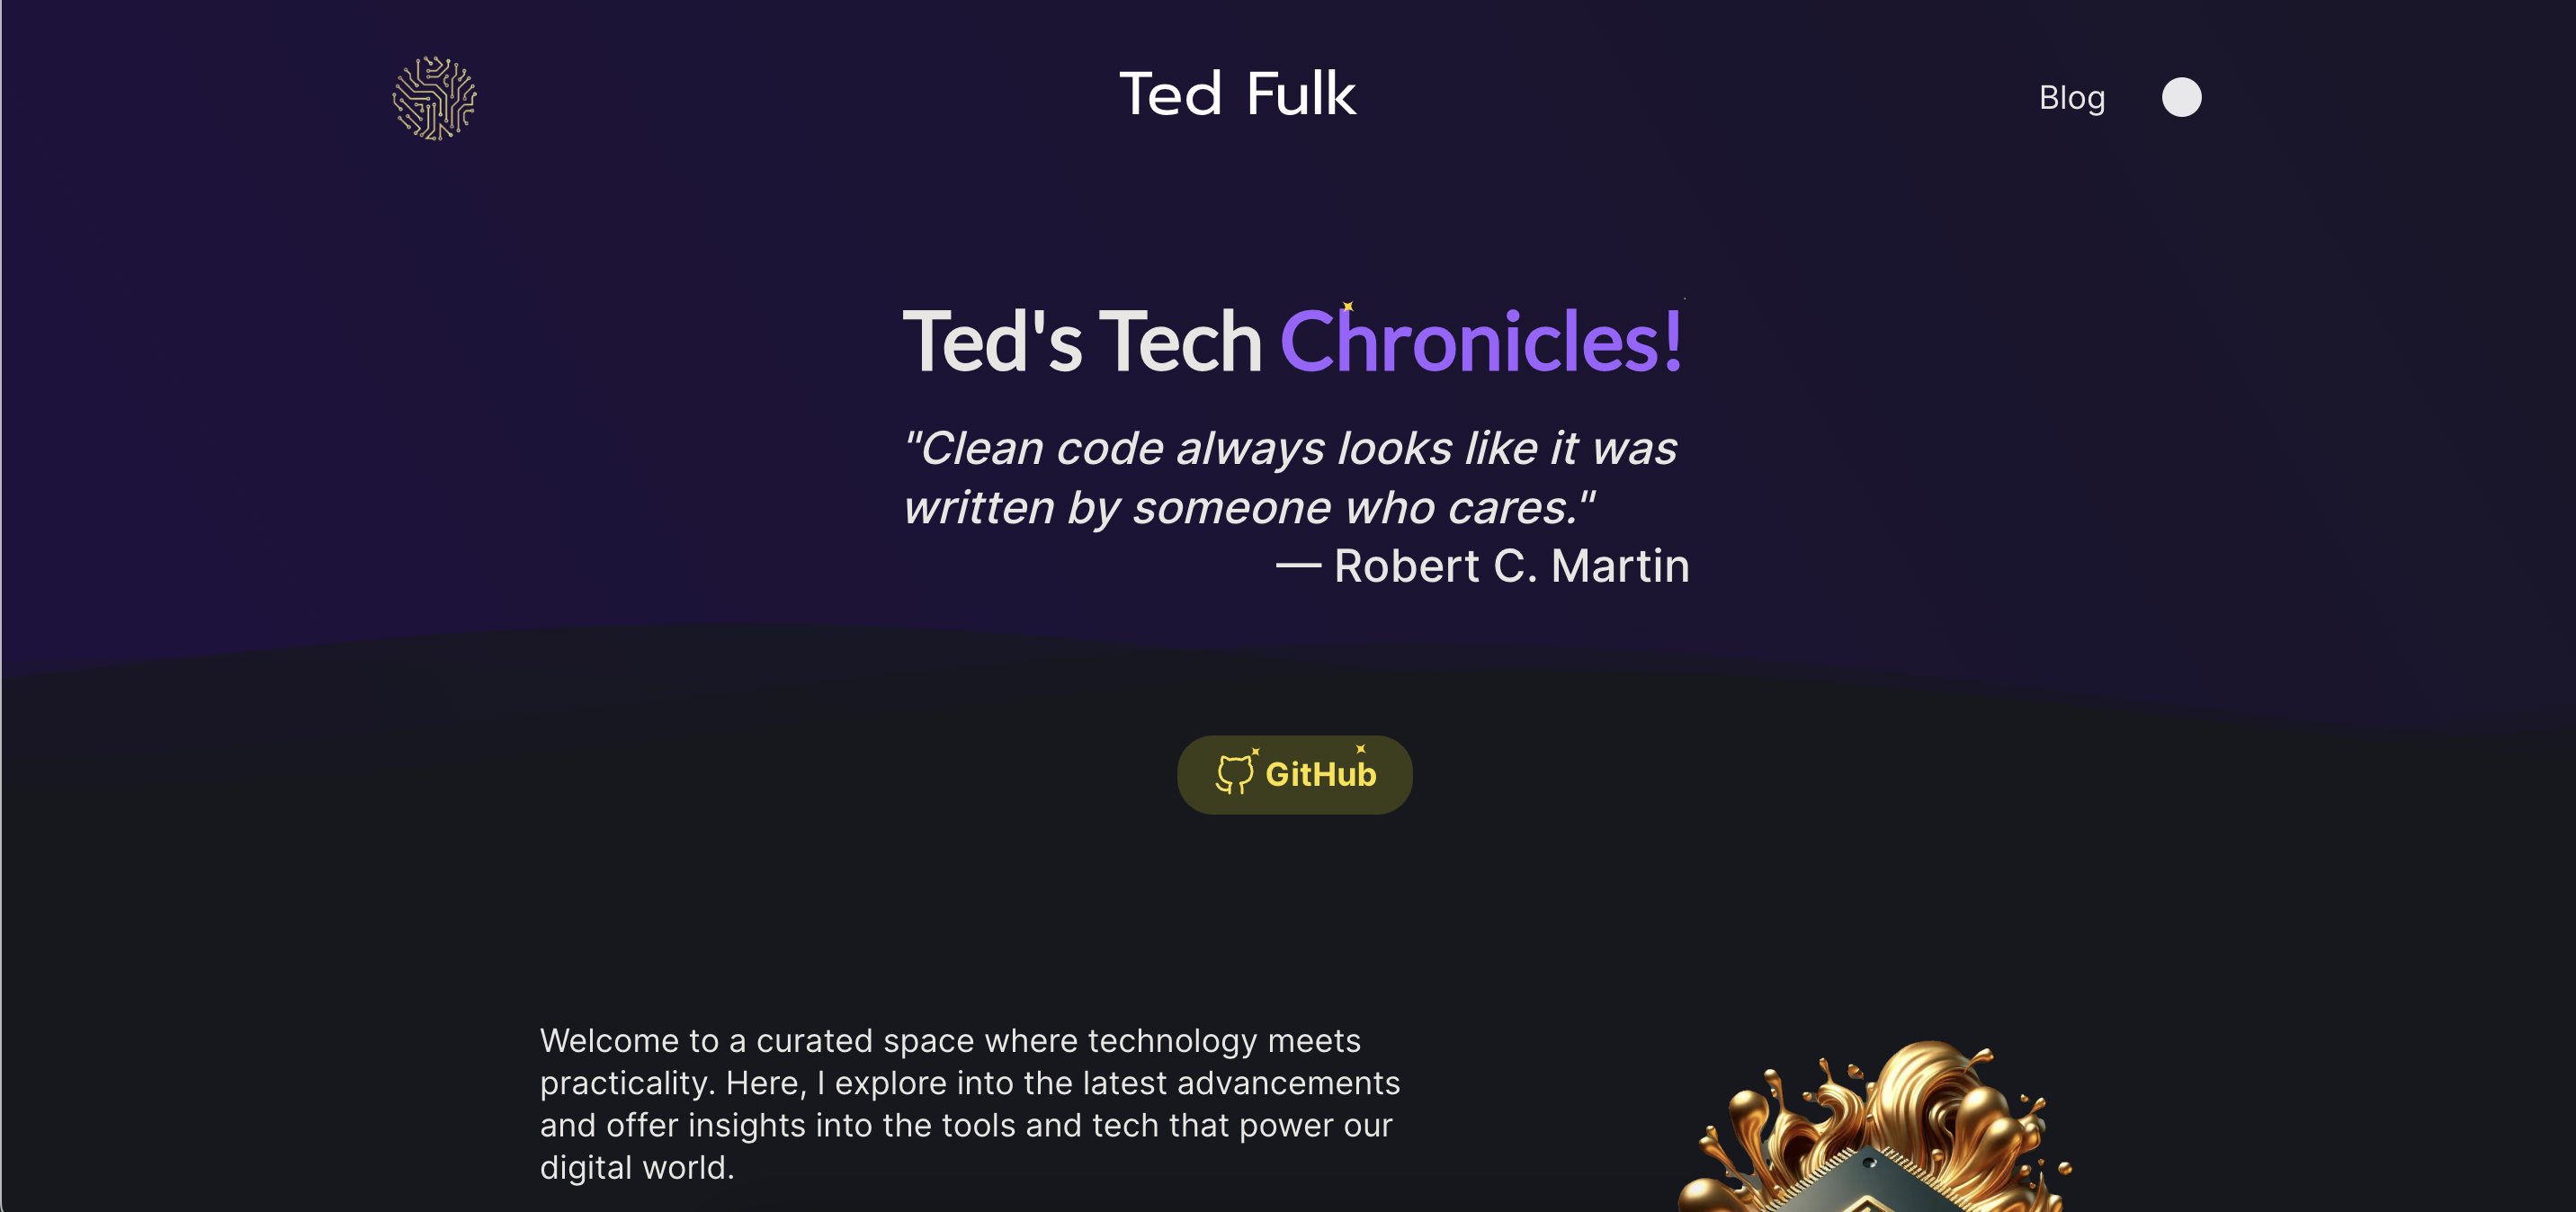 Ted Fulk
Blog
Ted's Tech Chronicles!
"Clean code always looks like it was
written by someone who cares."
— Robert C. Martin
GitHub
Welcome to a curated space where technology meets
practicality. Here, I explore into the latest advancements
and offer insights into the tools and tech that power our
digital world.